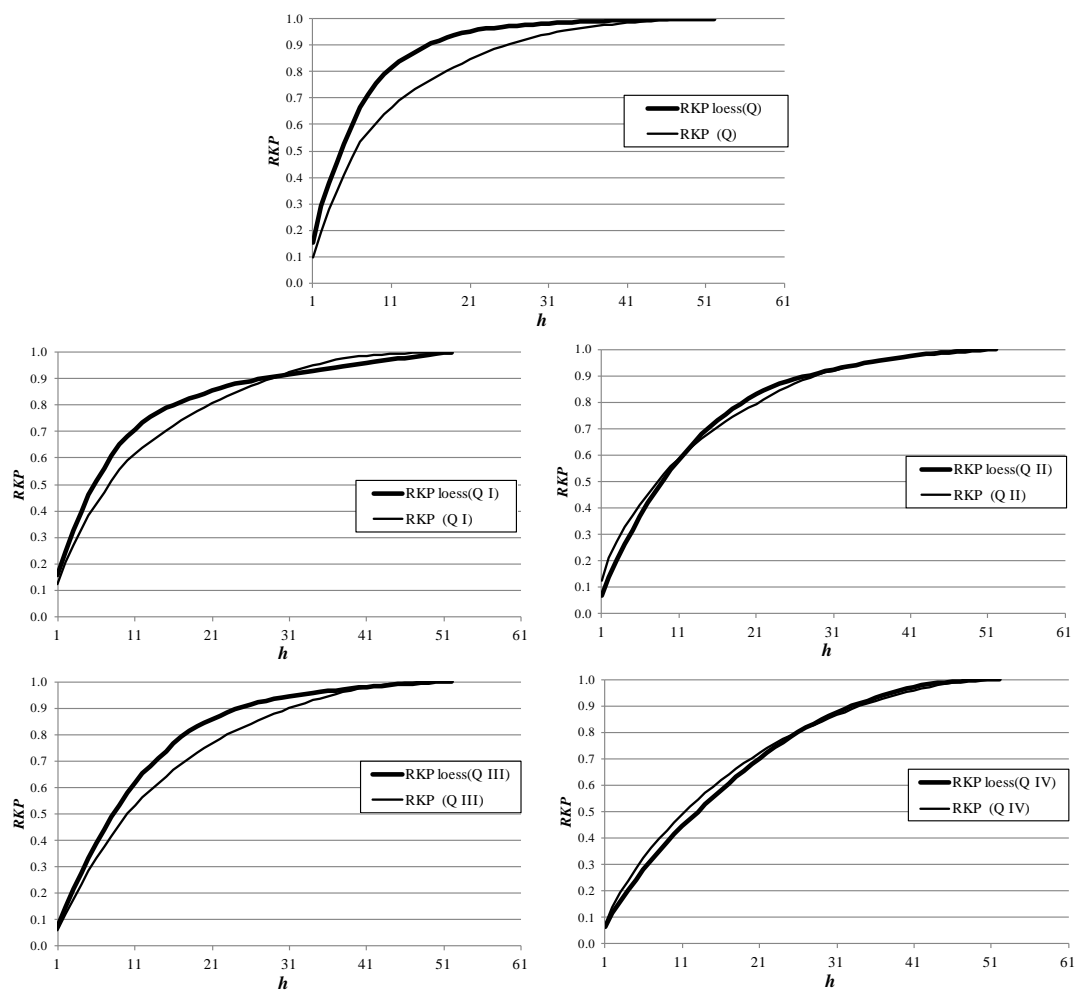 1.0
0.9
0.8
0.7
0.6
0.5
0.4
0.3
0.2
0.1
0.0
RKP
RKP loess(Q)
RKP (Q)
1 11 21 31 41 51 61
h
1.0
0.9
0.8
0.7
0.6
0.5
0.4
0.3
0.2
0.1
0.0
RKP
RKP loess(Q I)
RKP (Q I)
1 11 21 31 41 51 61
h
1.0
0.9
0.8
0.7
0.6
0.5
0.4
0.3
0.2
0.1
0.0
RKP
RKP loess(Q II)
RKP (Q II)
1 11 21 31 41 51 61
h
1.0
0.9
0.8
0.7
0.6
0.5
0.4
0.3
0.2
0.1
0.0
RKP
RKP loess(Q III)
RKP (Q III)
1 11 21 31 41 51 61
h
1.0
0.9
0.8
0.7
0.6
0.5
0.4
0.3
0.2
0.1
0.0
RKP
RKP loess(Q IV)
RKP (Q IV)
1 11 21 31 41 51 61
h